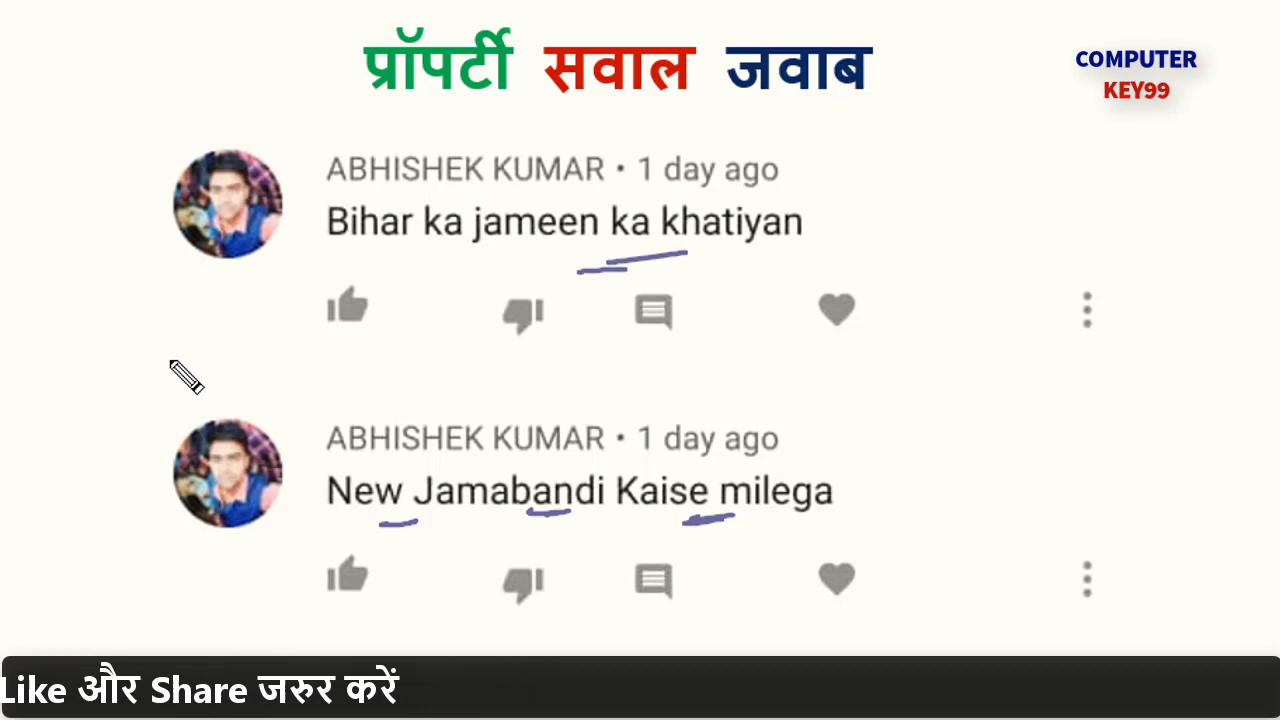 प्रॉपर्टी सवाल जवाब
COMPUTER
KEY99
ABHISHEK KUMAR • 1 day ago
Bihar ka jameen ka khatiyan
ABHISHEK KUMAR • 1 day ago
New Jamabandi Kaise milega
Like और Share जरुर करें